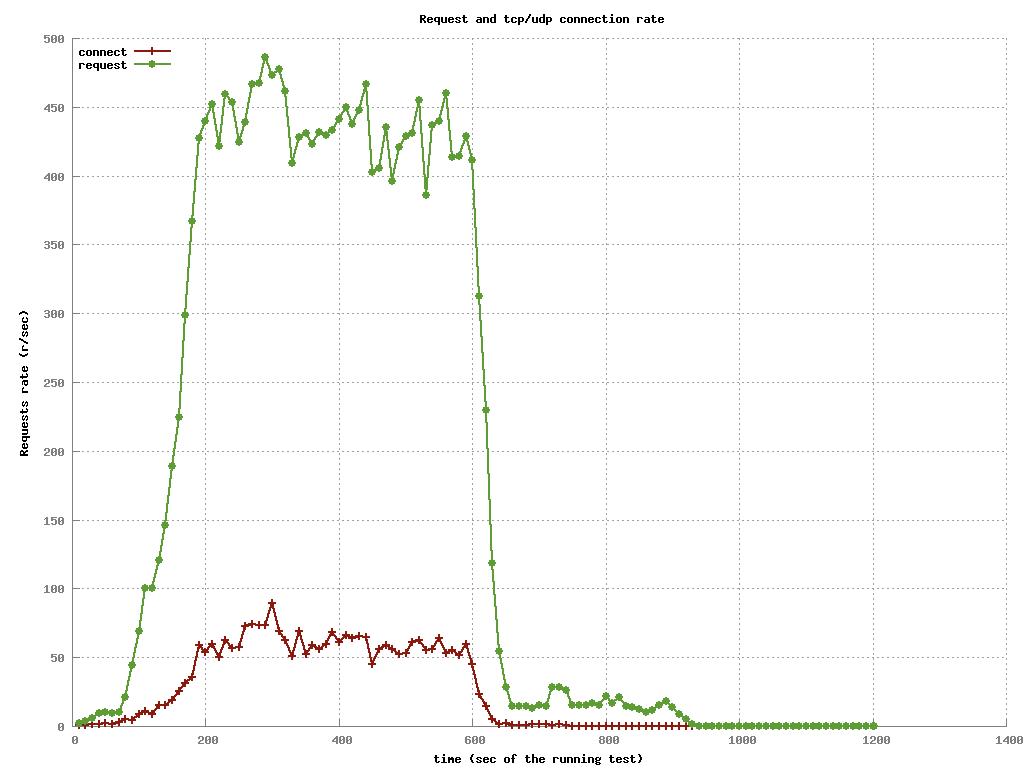 Request and tcp/udp connection rate
500
connect
request
450
400
350
300
Requests rate (r/sec)
250
200
150
100
50
0
0 200 400 600 800 1000 1200 1400
time (sec of the running test)